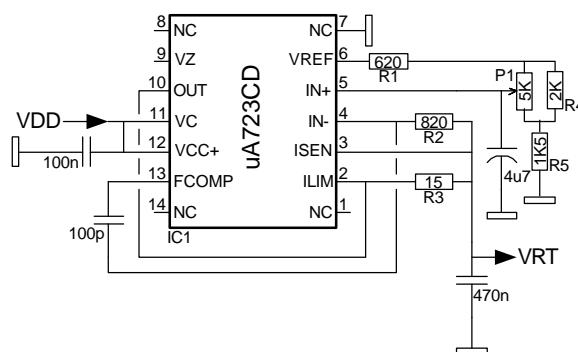 8 NC NC 7
9 VZ VREF 6 620 R1
10 OUT IN+ 5 P1 5K 2K R4
VDD 11 VC IN- 4 820 R2
100n 12 VCC+ ISEN 3 1K5 R5
13 FCOMP ILIM 2 15 R3 4u7
14 NC NC 1
uA723CD
100p IC1
VRT
470n